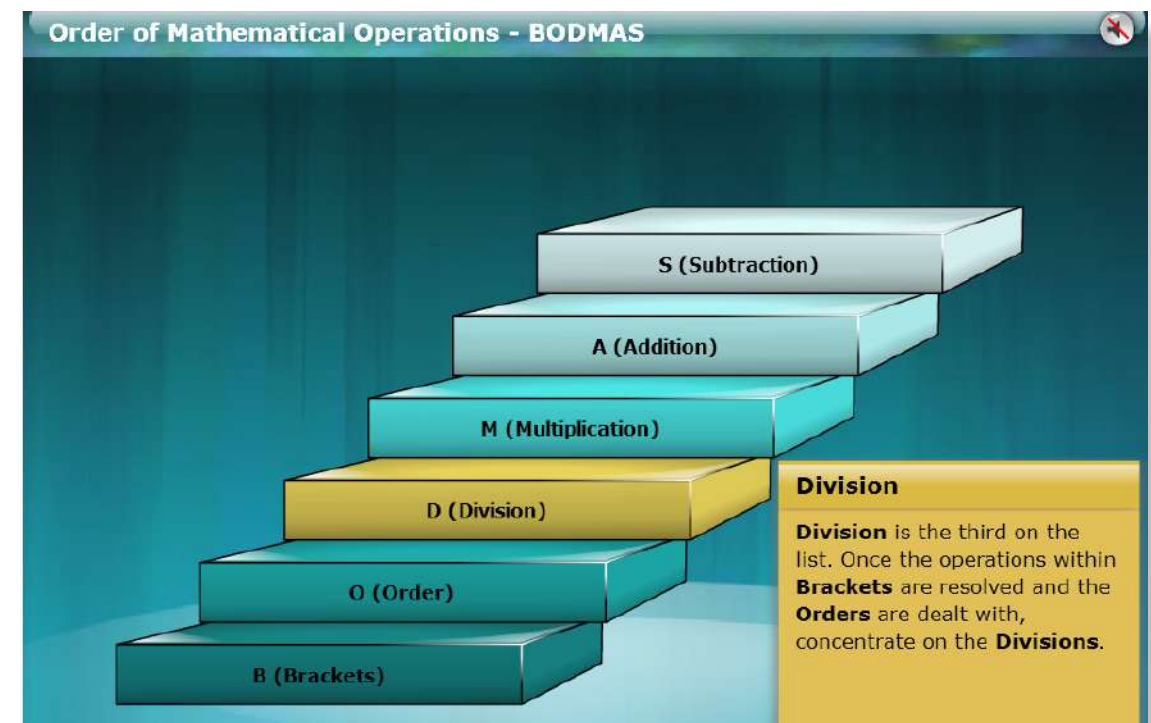 Order of Mathematical Operations - BODMAS
S (Subtraction)
A (Addition)
M (Multiplication)
D (Division)
O (Order)
B (Brackets)
Division
Division is the third on the
list. Once the operations within
Brackets are resolved and the
Orders are dealt with,
concentrate on the Divisions.